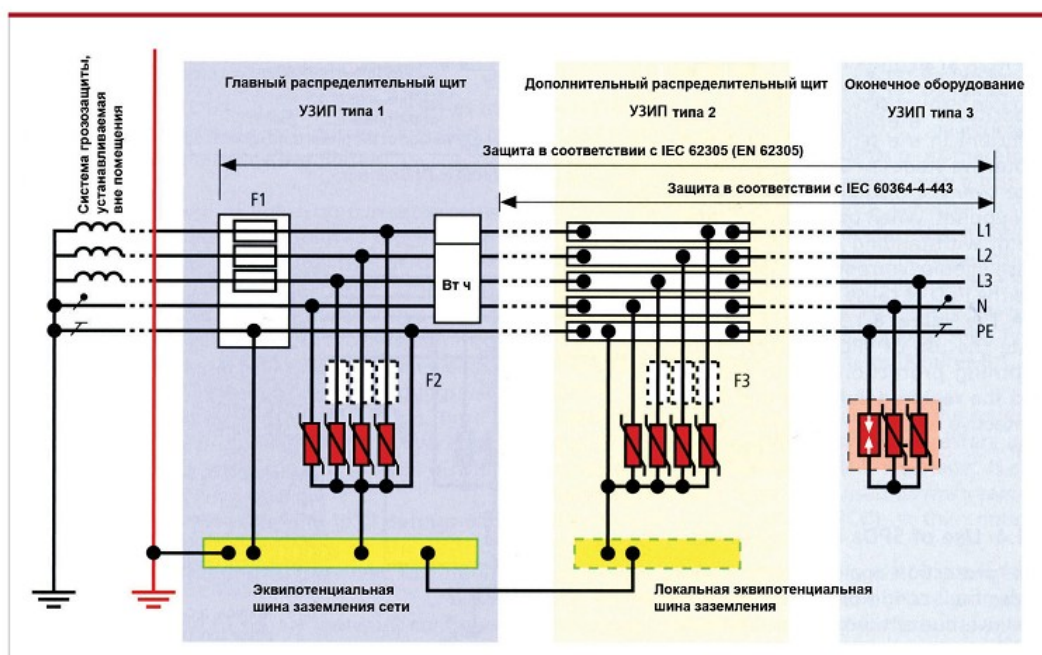 Система грозозащиты,
устанавливаемая
вне помещения
Главный распределительный щит
УЗИП типа 1
Дополнительный распределительный щит
УЗИП типа 2
Оконечное оборудование
УЗИП типа 3
Защита в соответствии с IEC 62305 (EN 62305)
Защита в соответствии с IEC 60364-4-443
F1
L1
L2
L3
N
PE
Вт ч
F2
F3
Эквипотенциальная
шина заземления сети
Локальная эквипотенциальная
шина заземления